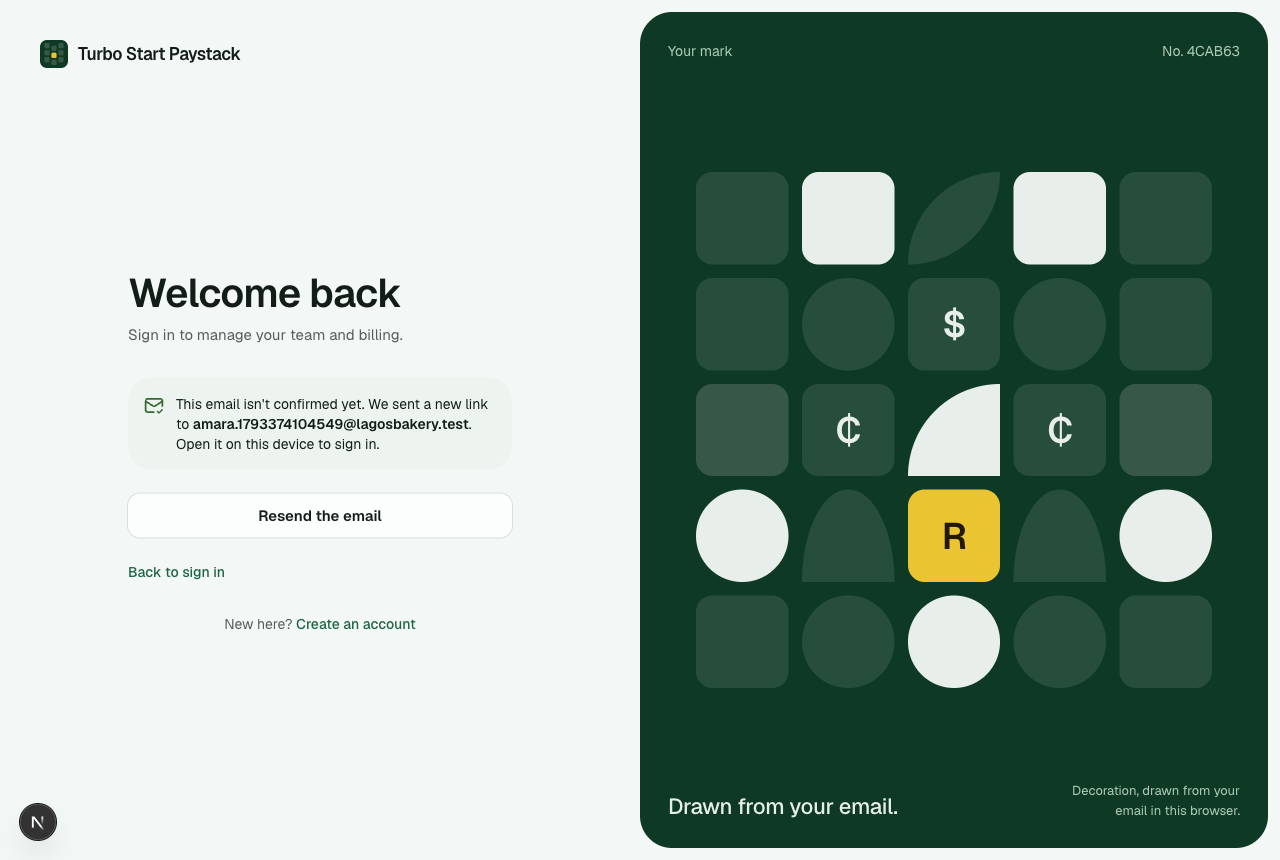 Turbo Start Paystack
Welcome back
Sign in to manage your team and billing.
This email isn't confirmed yet. We sent a new link
to amara.1793374104549@lagosbakery.test.
Open it on this device to sign in.
Resend the email
Back to sign in
New here? Create an account
N
Your mark
No. 4CAB63
$
₵ ₵
R
Drawn from your email.
Decoration, drawn from your
email in this browser.